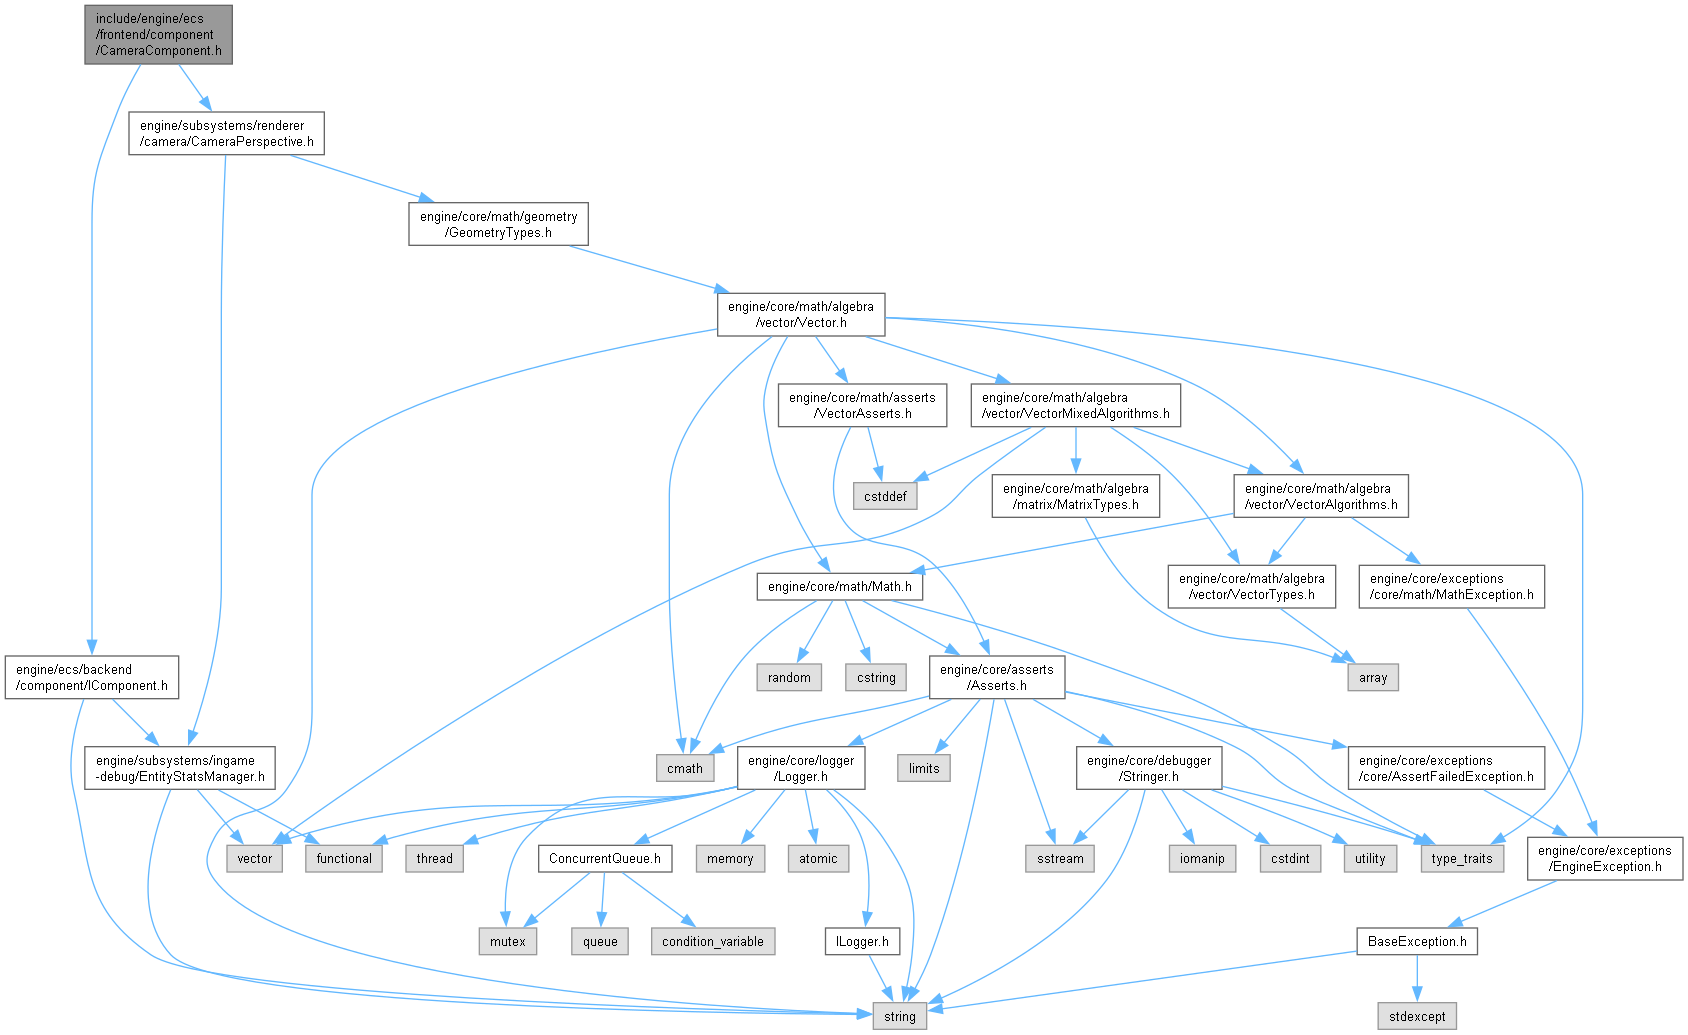 include/engine/ecs
/frontend/component
/CameraComponent.h
engine/subsystems/renderer
/camera/CameraPerspective.h
engine/core/math/geometry
/GeometryTypes.h
engine/core/math/algebra
/vector/Vector.h
engine/core/math/asserts
/VectorAsserts.h
engine/core/math/algebra
/vector/VectorMixedAlgorithms.h
cstddef
engine/core/math/algebra
/matrix/MatrixTypes.h
engine/core/math/algebra
/vector/VectorAlgorithms.h
engine/core/math/Math.h
engine/core/math/algebra
/vector/VectorTypes.h
engine/core/exceptions
/core/math/MathException.h
engine/ecs/backend
/component/IComponent.h
random
cstring
engine/core/asserts
/Asserts.h
array
engine/subsystems/ingame
-debug/EntityStatsManager.h
cmath
engine/core/logger
/Logger.h
limits
engine/core/debugger
/Stringer.h
engine/core/exceptions
/core/AssertFailedException.h
vector
functional
thread
ConcurrentQueue.h
memory
atomic
sstream
iomanip
cstdint
utility
type_traits
engine/core/exceptions
/EngineException.h
mutex
queue
condition_variable
ILogger.h
BaseException.h
string
stdexcept